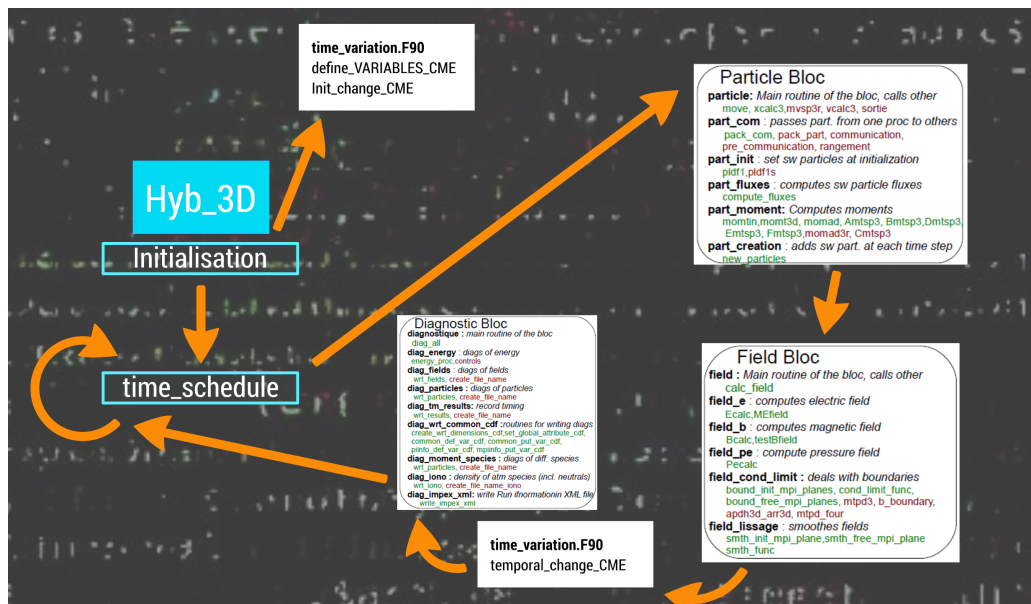 time_variation.F90
define_VARIABLES_CME
Init_change_CME
Hyb_3D
Initialisation
time_schedule
Particle Bloc
particle: Main routine of the bloc, calls other
move, xcalc3,mvsp3r, vcalc3, sortie
part_com : passes part. from one proc to others
pack_com, pack_part, communication,
pre_communication, rangement
part_init : set sw particles at initialization
pldf1,pldf1s
part_fluxes : computes sw particle fluxes
compute_fluxes
part_moment: Computes moments
momtin,momt3d, momad, Amtsp3, Bmtsp3,Dmtsp3,
Emtsp3, Fmtsp3,momad3r, Cmtsp3
part_creation : adds sw part. at each time step
new_particles
Field Bloc
field : Main routine of the bloc, calls other
calc_field
field_e : computes electric field
Ecalc,MEfield
field_b : computes magnetic field
Bcalc,testBfield
field_pe : compute pressure field
Pecalc
field_cond_limit : deals with boundaries
bound_init_mpi_planes, cond_limit_func,
bound_free_mpi_planes, mtpd3, b_boundary,
apdh3d_arr3d, mtpd_four
field_lissage : smoothes fields
smth_init_mpi_plane,smth_free_mpi_plane
smth_func
time_variation.F90
temporal_change_CME
Diagnostic Bloc
diagnostique : main routine of the bloc
diag_all
diag_energy : diags of energy
energy_proc,controls
diag_fields : diags of fields
wrt_fields, create_file_name
diag_particles : diags of particles
wrt_particles, create_file_name
diag_tm_results: record timing
wrt_results, create_file_name
diag_wrt_common_cdf :routines for writing diags
create_wrt_dimensions_cdf,set_global_attribute_cdf,
common_def_var_cdf, common_put_var_cdf,
piinfo_def_var_cdf, mpiinfo_put_var_cdf
diag_moment_species : diags of diff. species
wrt_particles, create_file_name
diag_iono : density of atm species (incl. neutrals)
wrt_iono, create_file_name_iono
diag_impex_xml: write Run ifnormationin XML file
write_impex_xml